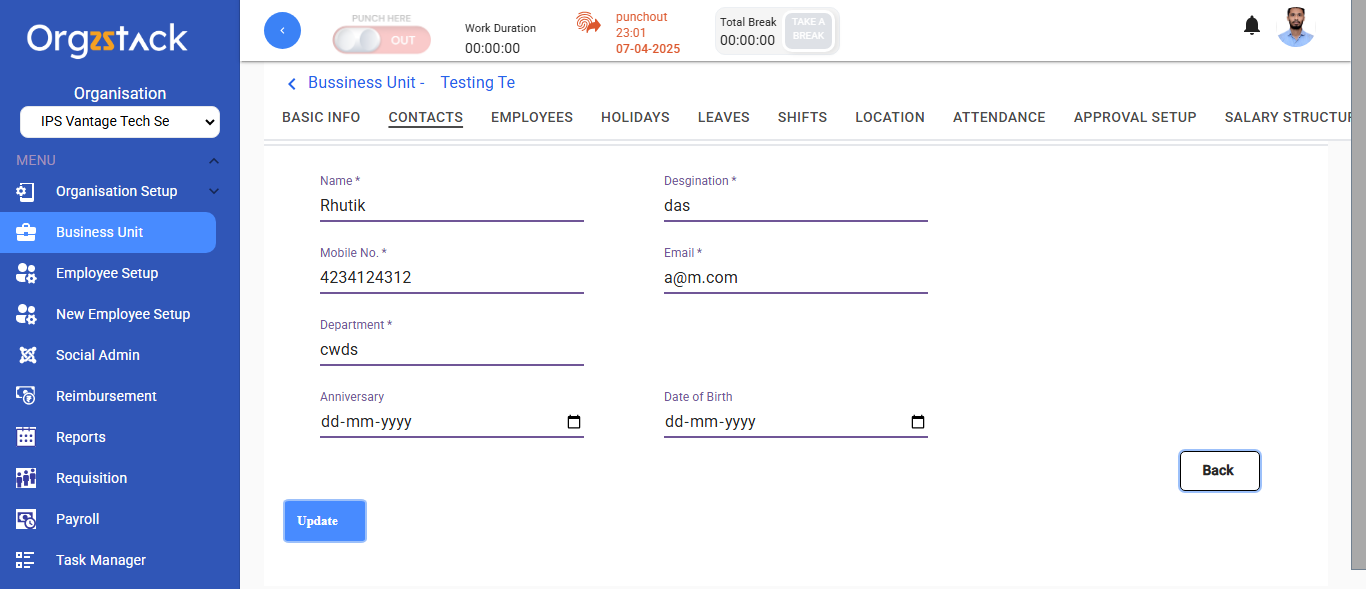 Orgzstack
Organisation
IPS Vantage Tech Se
MENU
Organisation Setup
Business Unit
Employee Setup
New Employee Setup
Social Admin
Reimbursement
Reports
Requisition
Payroll
Task Manager
PUNCH HERE
OUT
Work Duration
00:00:00
punchout
23:01
07-04-2025
Total Break
00:00:00
TAKE A
BREAK
Bussiness Unit - Testing Te
BASIC INFO CONTACTS EMPLOYEES HOLIDAYS LEAVES SHIFTS LOCATION ATTENDANCE APPROVAL SETUP SALARY STRUCTUR
Name * Desgination *
Rhutik das
Mobile No. * Email *
4234124312 a@m.com
Department *
cwds
Anniversary Date of Birth
dd-mm-yyyy dd-mm-yyyy
Back
Update